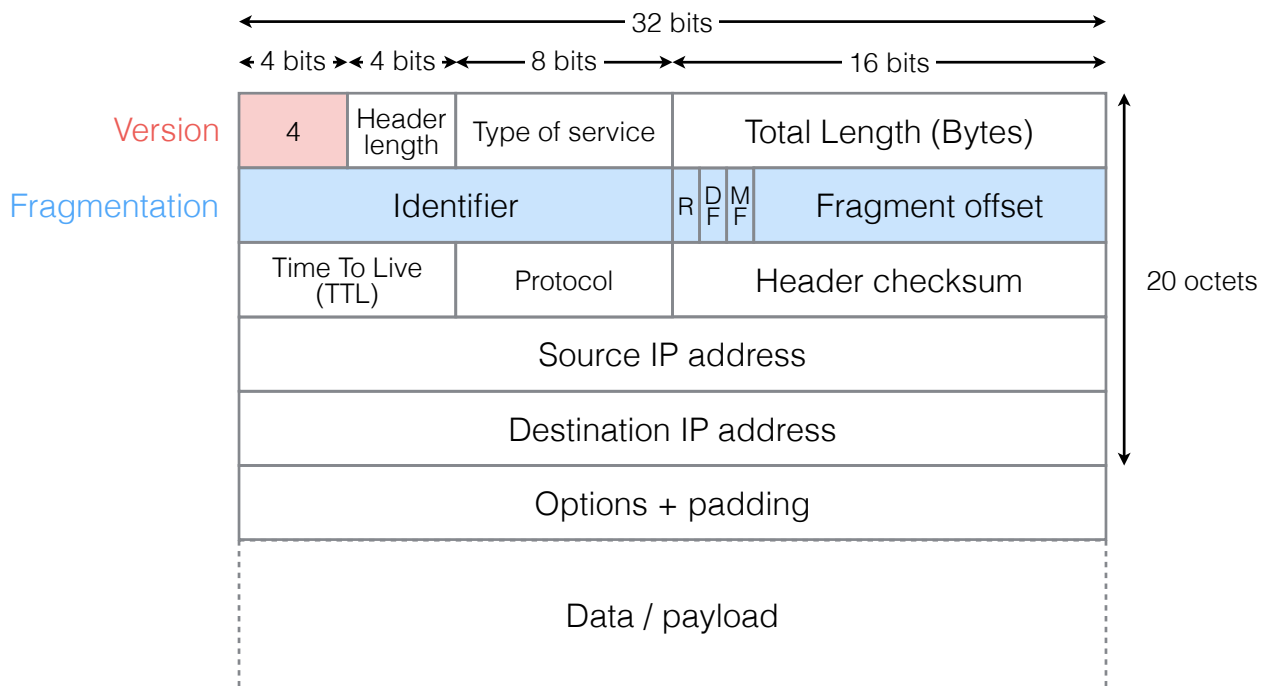 32 bits
4 bits 4 bits 8 bits 16 bits
Version 4 Header length Type of service Total Length (Bytes)
Fragmentation Identifier R DF MF Fragment offset
Time To Live (TTL) Protocol Header checksum
20 octets
Source IP address
Destination IP address
Options + padding
Data / payload